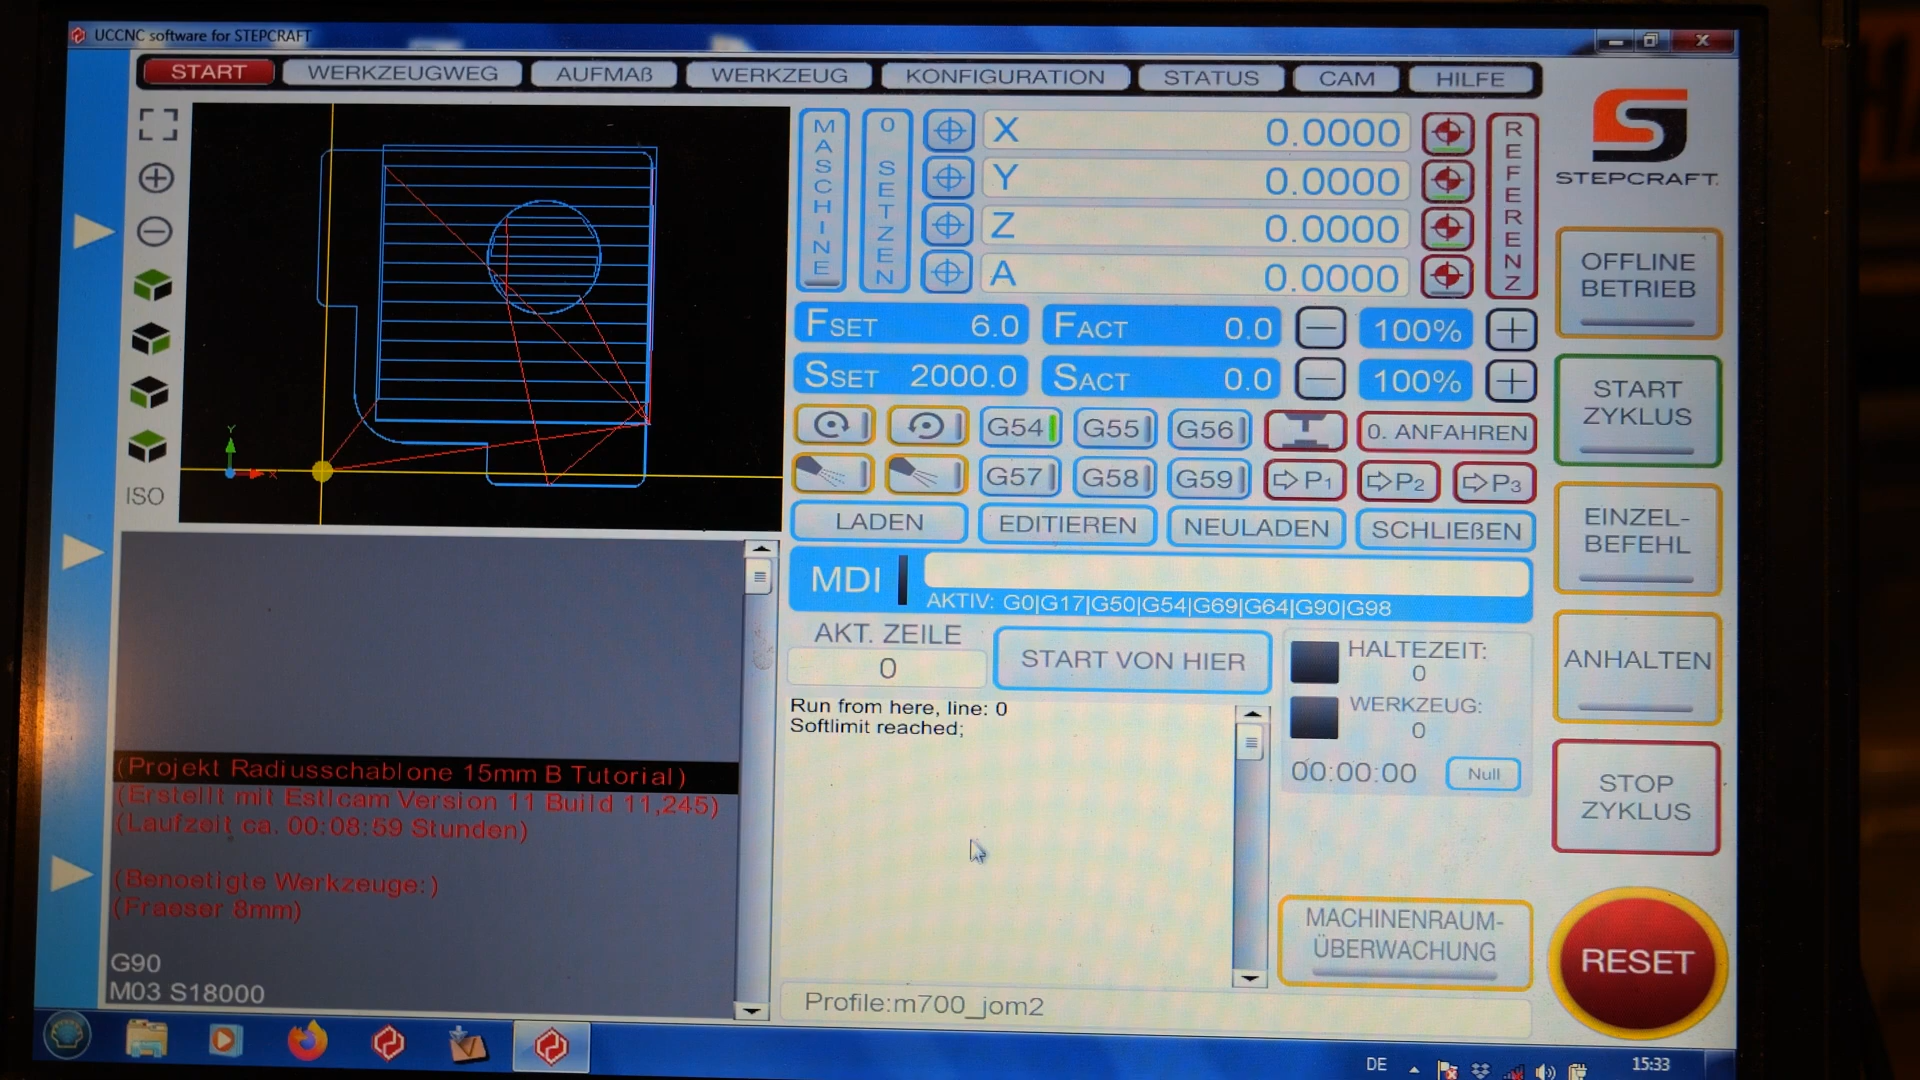 UCCNC software for STEPCRAFT
START
WERKZEUGWEG
AUFMAß
WERKZEUG
KONFIGURATION
STATUS
CAM
HILFE
MASCHINE
0 SETZEN
X 0.0000
Y 0.0000
Z 0.0000
A 0.0000
REFERENZ
STEPCRAFT.
Y
X
ISO
FSET 6.0
FACT 0.0
100%
SSET 2000.0
SACT 0.0
100%
G54
G55
G56
0. ANFAHREN
G57
G58
G59
P1
P2
P3
LADEN
EDITIEREN
NEULADEN
SCHLIEßEN
MDI
AKTIV: G0|G17|G50|G54|G69|G64|G90|G98
AKT. ZEILE
0
START VON HIER
HALTEZEIT:
0
WERKZEUG:
0
00:00:00
Null
Run from here, line: 0
Softlimit reached;
OFFLINE
BETRIEB
START
ZYKLUS
EINZEL-
BEFEHL
ANHALTEN
STOP
ZYKLUS
RESET
MACHINENRAUM-
ÜBERWACHUNG
(Projekt Radiusschablone 15mm B Tutorial)
(Erstellt mit Estlcam Version 11 Build 11,245)
(Laufzeit ca. 00:08:59 Stunden)
(Benoetigte Werkzeuge:)
(Fraeser 8mm)
G90
M03 S18000
Profile:m700_jom2
DE
15:33